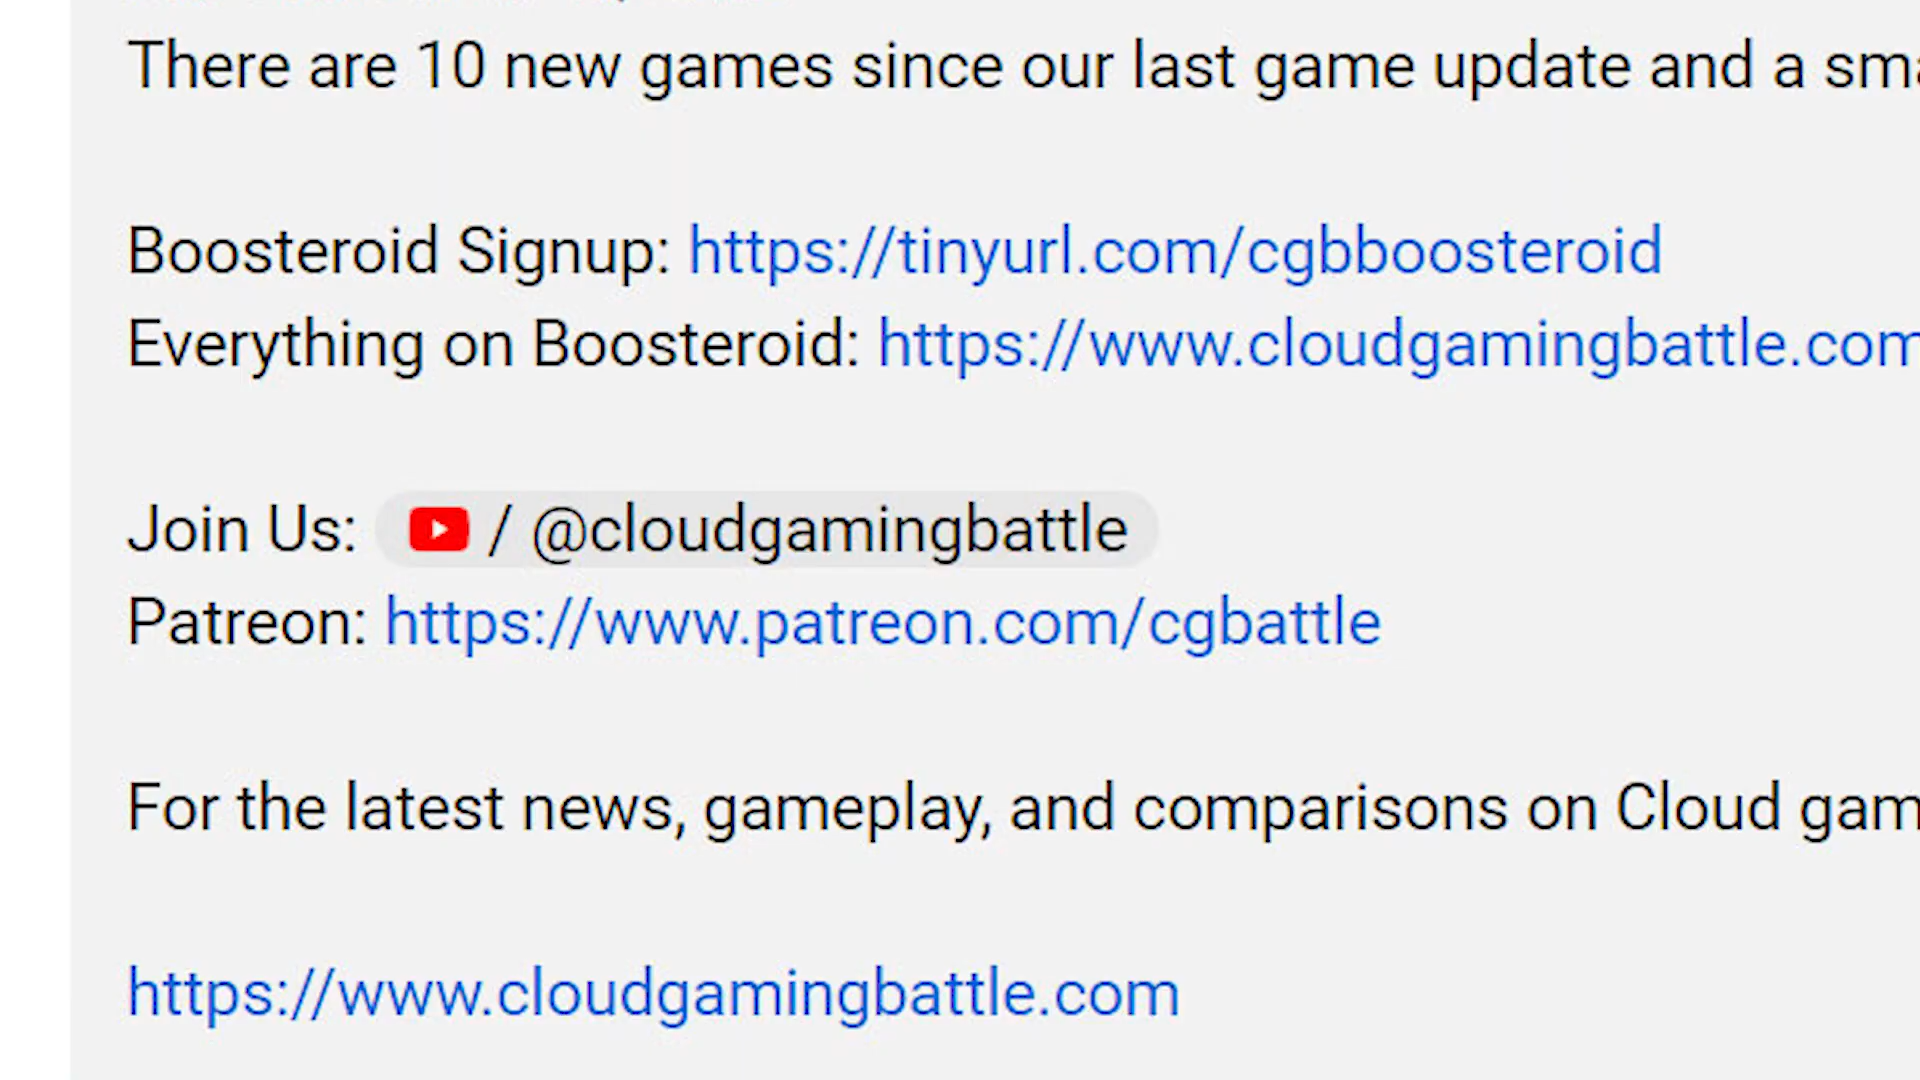 There are 10 new games since our last game update and a
Boosteroid Signup: https://tinyurl.com/cgbboosteroid
Everything on Boosteroid: https://www.cloudgamingbattle.com
Join Us: / @cloudgamingbattle
Patreon: https://www.patreon.com/cgbattle
For the latest news, gameplay, and comparisons on Cloud
https://www.cloudgamingbattle.com